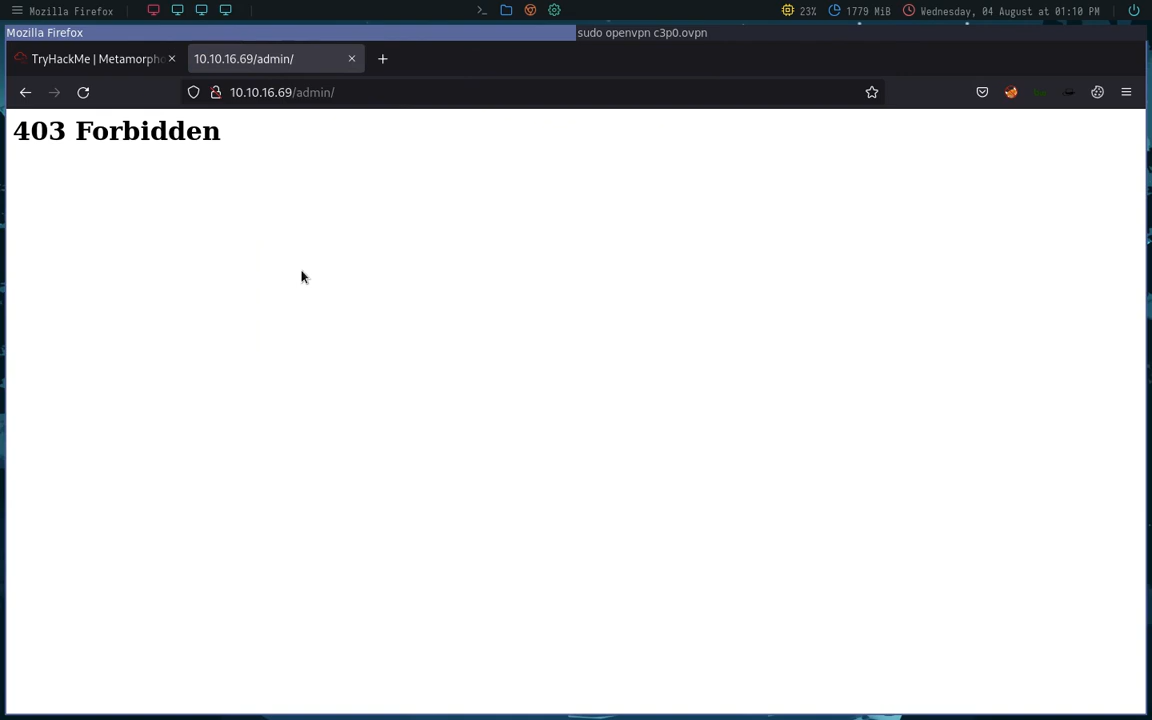 Mozilla Firefox
23%
1779 MiB
Wednesday, 04 August at 01:10 PM
Mozilla Firefox
sudo openvpn c3p0.ovpn
TryHackMe | Metamorpho
10.10.16.69/admin/
10.10.16.69/admin/
403 Forbidden